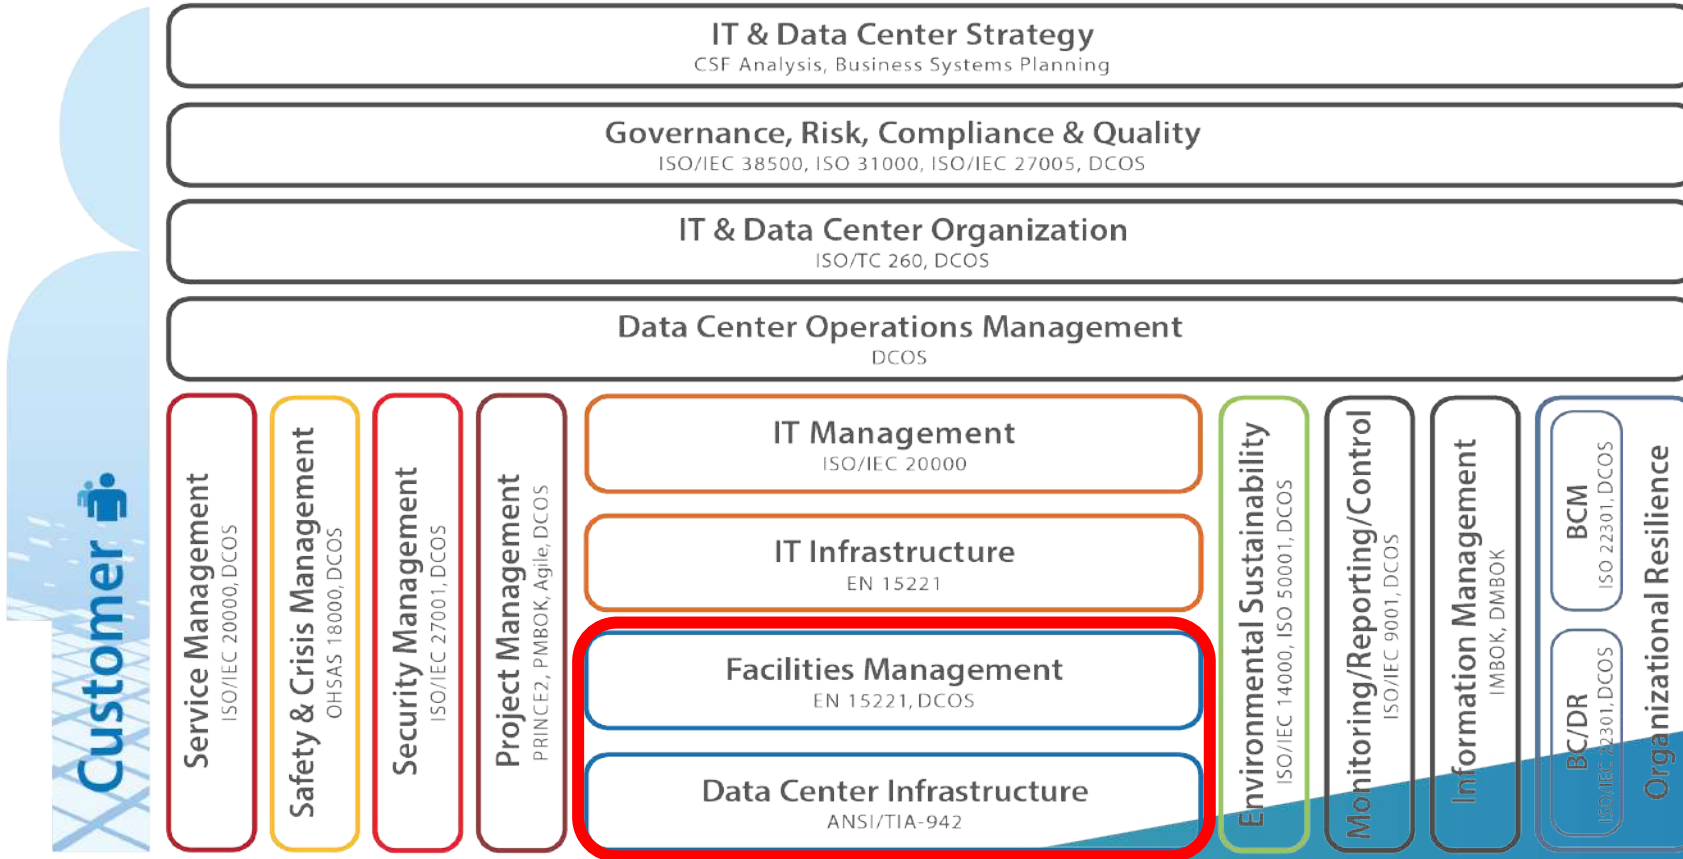 IT & Data Center Strategy
CSF Analysis, Business Systems Planning
Governance, Risk, Compliance & Quality
ISO/IEC 38500, ISO 31000, ISO/IEC 27005, DCOS
IT & Data Center Organization
ISO/TC 260, DCOS
Data Center Operations Management
DCOS
Customer
Service Management
ISO/IEC 20000, DCOS
Safety & Crisis Management
OHSAS 18000, DCOS
Security Management
ISO/IEC 27001, DCOS
Project Management
PRINCE2, PMBOK, Agile, DCOS
IT Management
ISO/IEC 20000
IT Infrastructure
EN 15221
Facilities Management
EN 15221, DCOS
Data Center Infrastructure
ANSI/TIA-942
Environmental Sustainability
ISO/IEC 14000, ISO 50001, DCOS
Monitoring/Reporting/Control
ISO/IEC 9001, DCOS
Information Management
IMBOK, DMBOK
BCM
ISO 22301, DCOS
BC/DR
ISO/IEC 22301, DCOS
Organizational Resilience